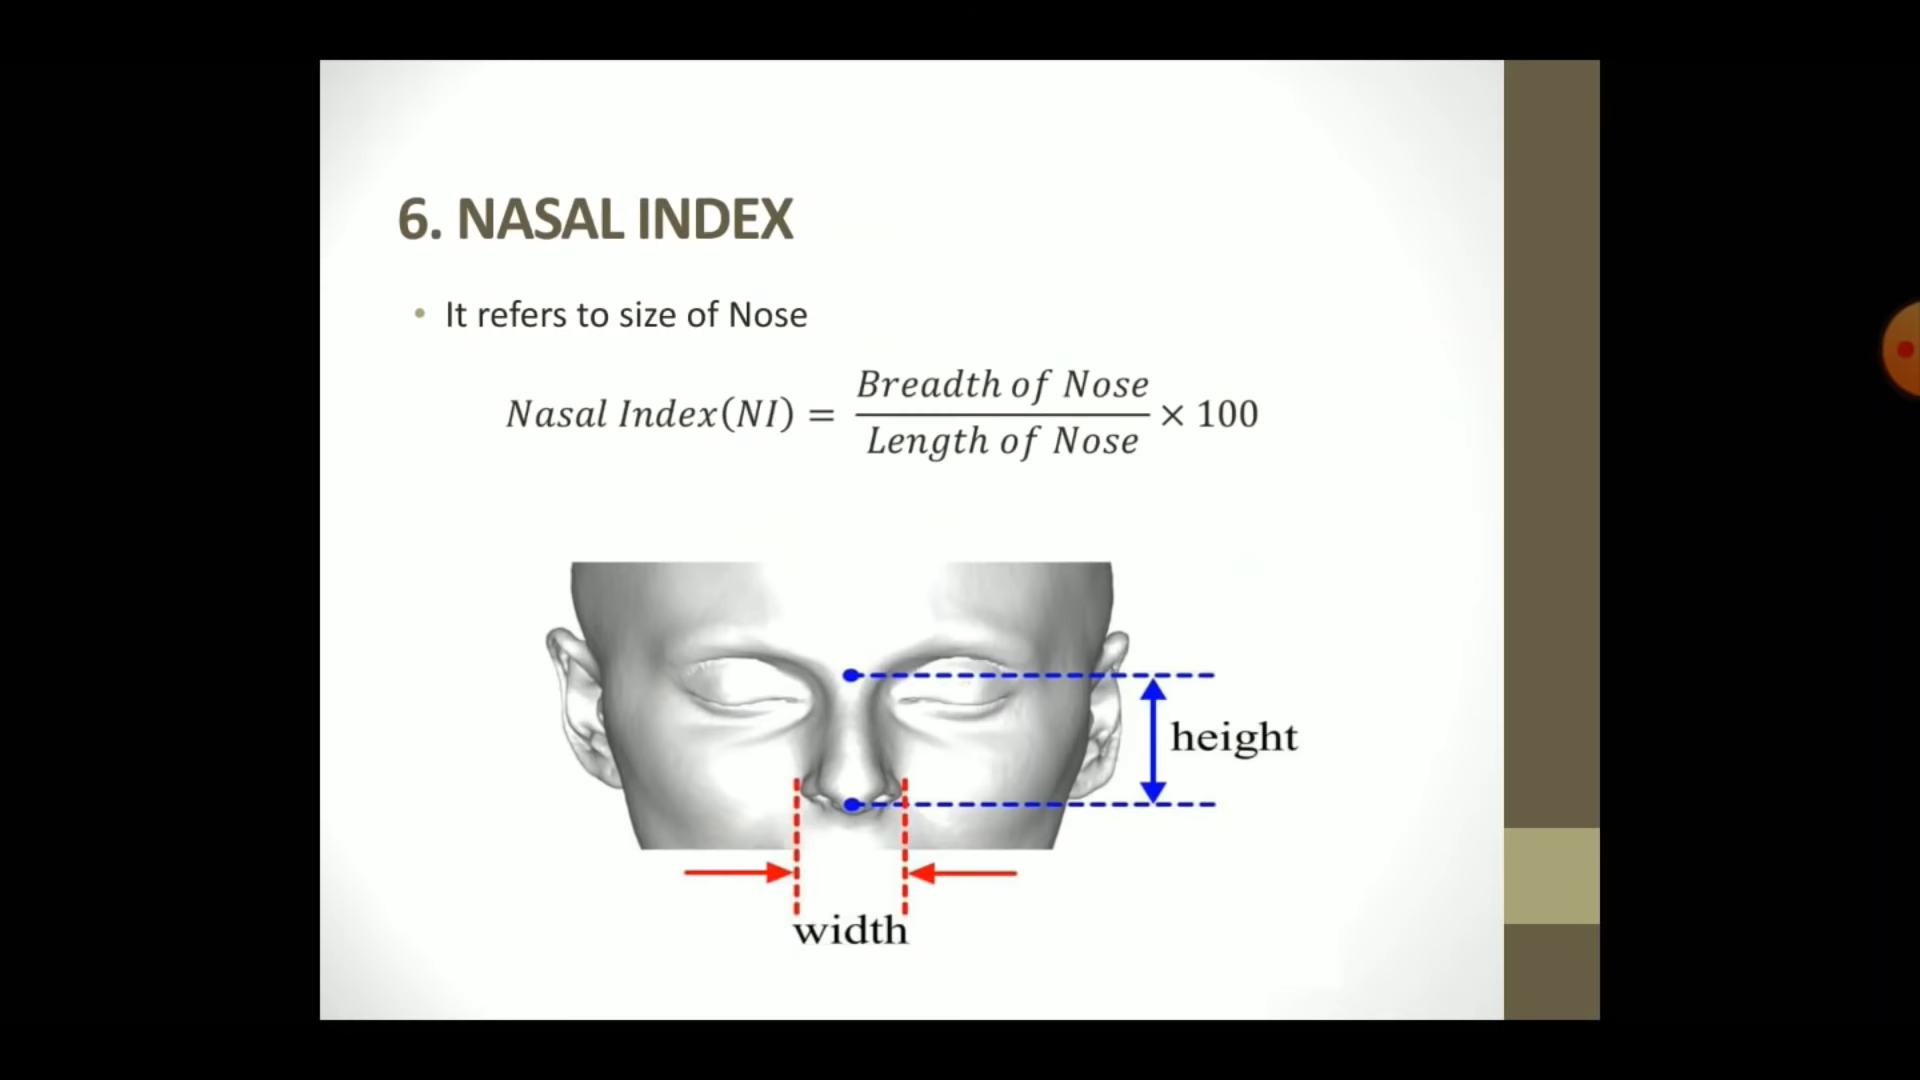 6. NASAL INDEX
• It refers to size of Nose
Nasal Index(NI) = Breadth of Nose / Length of Nose × 100
height
width